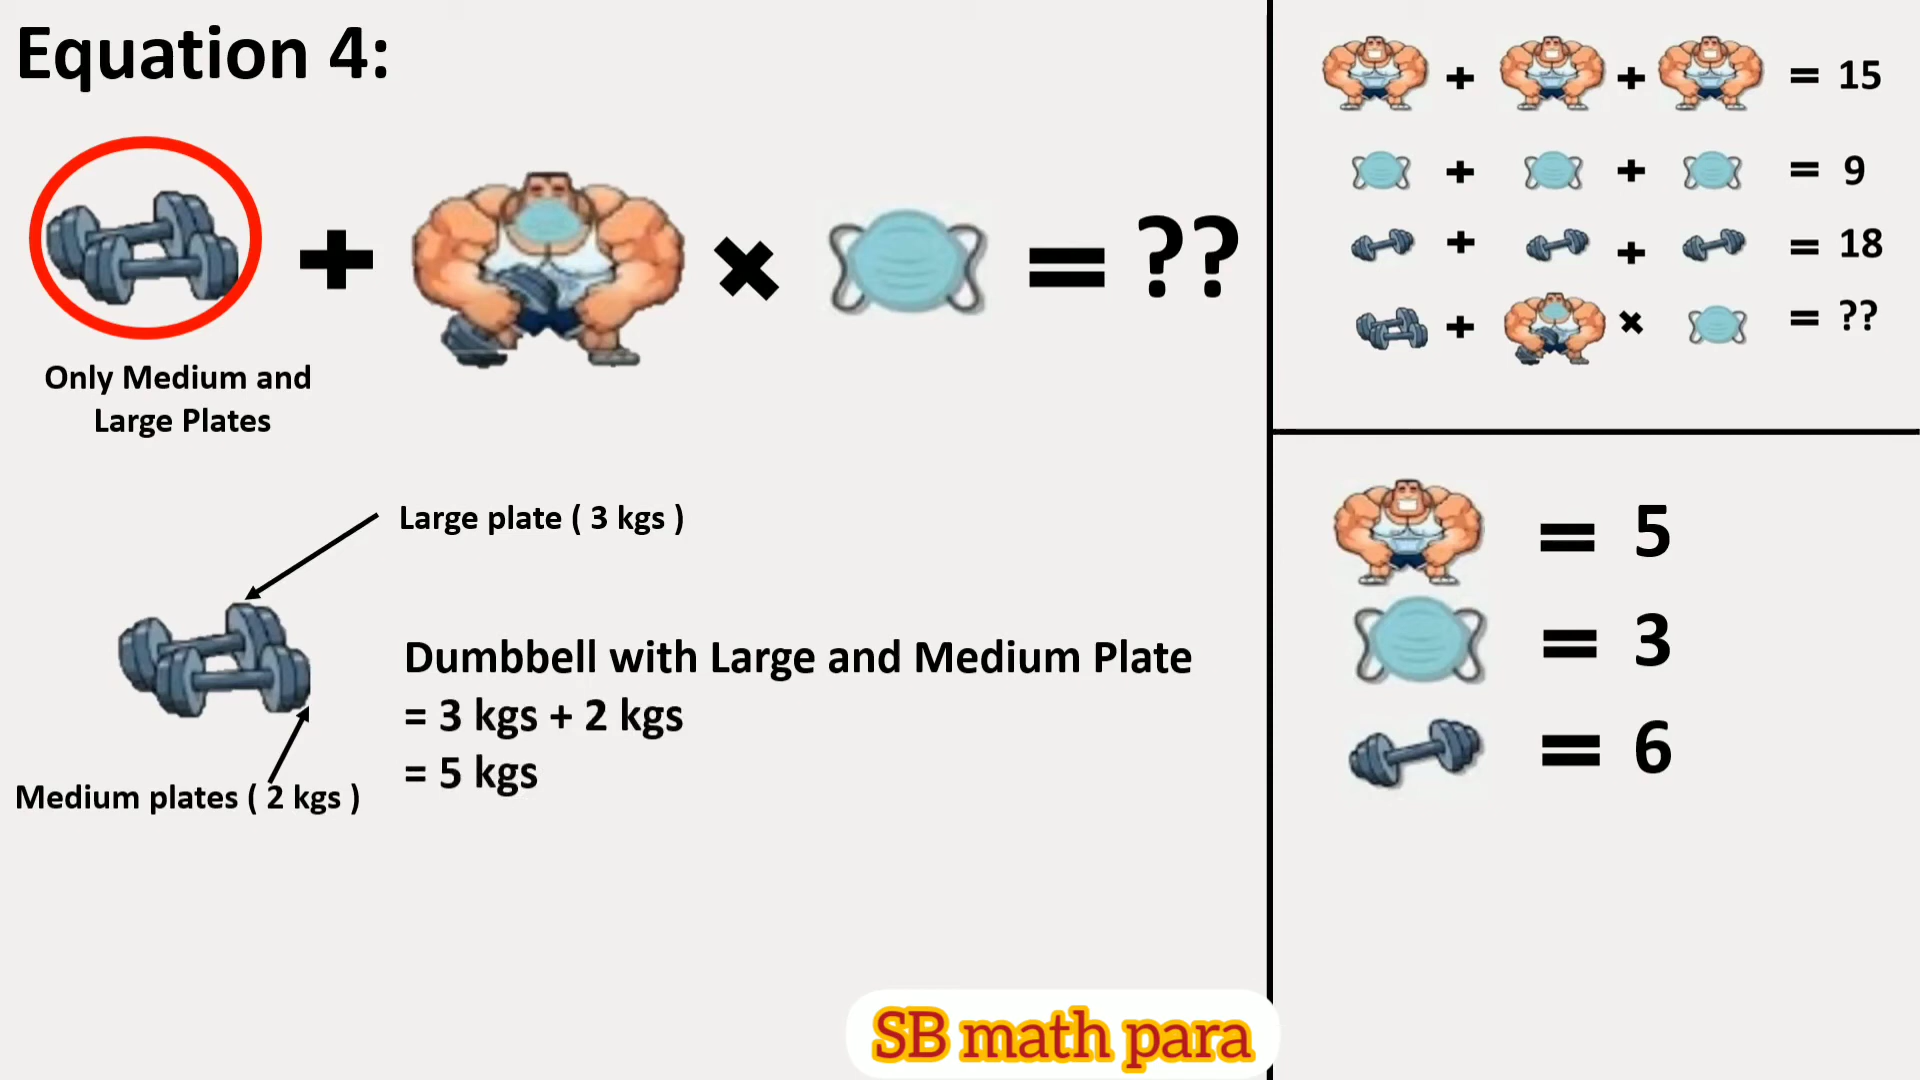 Equation 4:
+ × = ??
Only Medium and
Large Plates
Large plate ( 3 kgs )
Dumbbell with Large and Medium Plate
= 3 kgs + 2 kgs
= 5 kgs
Medium plates ( 2 kgs )
+ + = 15
+ + = 9
+ + = 18
+ × = ??
= 5
= 3
= 6
SB math para